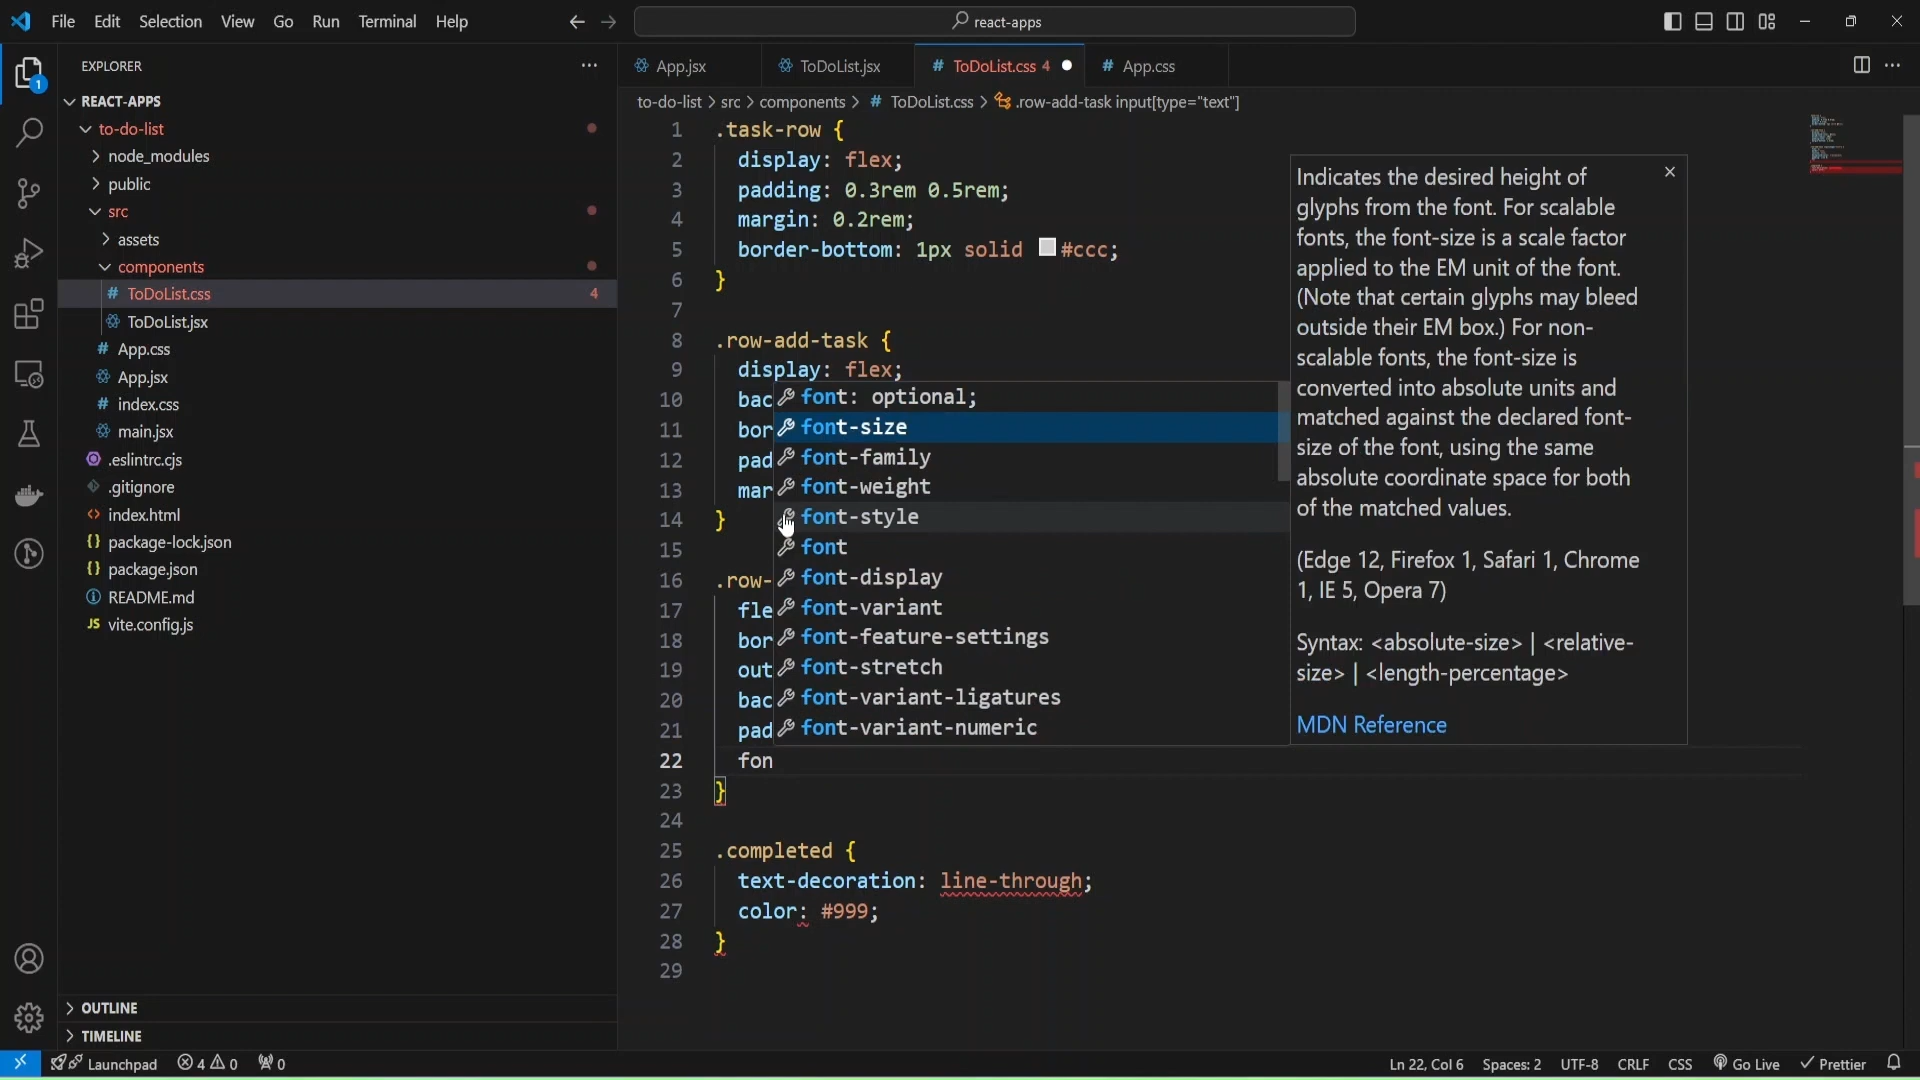 File Edit Selection View Go Run Terminal Help
react-apps
EXPLORER
REACT-APPS
to-do-list
node_modules
public
src
assets
components
# ToDoList.css 4
ToDoList.jsx
# App.css
App.jsx
# index.css
main.jsx
.eslintrc.cjs
.gitignore
<> index.html
{} package-lock.json
{} package.json
README.md
JS vite.config.js
OUTLINE
TIMELINE
1
App.jsx ToDoList.jsx # ToDoList.css 4 # App.css
to-do-list > src > components > # ToDoList.css > .row-add-task input[type="text"]
1 .task-row {
2 display: flex;
3 padding: 0.3rem 0.5rem;
4 margin: 0.2rem;
5 border-bottom: 1px solid #ccc;
6 }
7
8 .row-add-task {
9 display: flex;
10 bac
11 bor
12 pad
13 mar
14 }
15
16 .row-
17 fle
18 bor
19 out
20 bac
21 pad
22 fon
23 }
24
25 .completed {
26 text-decoration: line-through;
27 color: #999;
28 }
29
font: optional;
font-size
font-family
font-weight
font-style
font
font-display
font-variant
font-feature-settings
font-stretch
font-variant-ligatures
font-variant-numeric
Indicates the desired height of
glyphs from the font. For scalable
fonts, the font-size is a scale factor
applied to the EM unit of the font.
(Note that certain glyphs may bleed
outside their EM box.) For non-
scalable fonts, the font-size is
converted into absolute units and
matched against the declared font-
size of the font, using the same
absolute coordinate space for both
of the matched values.
(Edge 12, Firefox 1, Safari 1, Chrome
1, IE 5, Opera 7)
Syntax: <absolute-size> | <relative-
size> | <length-percentage>
MDN Reference
Launchpad 4 0 0 Ln 22, Col 6 Spaces: 2 UTF-8 CRLF CSS Go Live Prettier